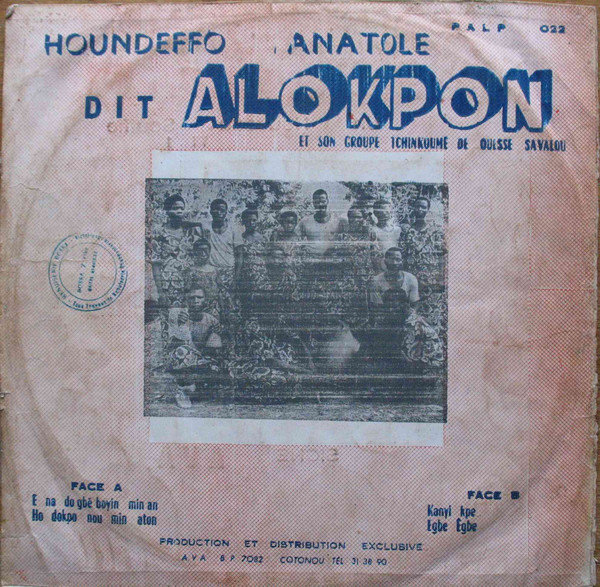 P A L P 022
HOUNDEFFO ANATOLE
DIT ALOKPON
ET SON GROUPE TCHINKOUMÉ DE OUESSE SAVALOU
FACE A
E na do gbé boyin min an
Ho dokpo nou min aton
FACE B
Kanyi kpe
Egbe Egbe
PRODUCTION ET DISTRIBUTION EXCLUSIVE
A.V.A B P 7082 COTONOU TEL 31 38 90